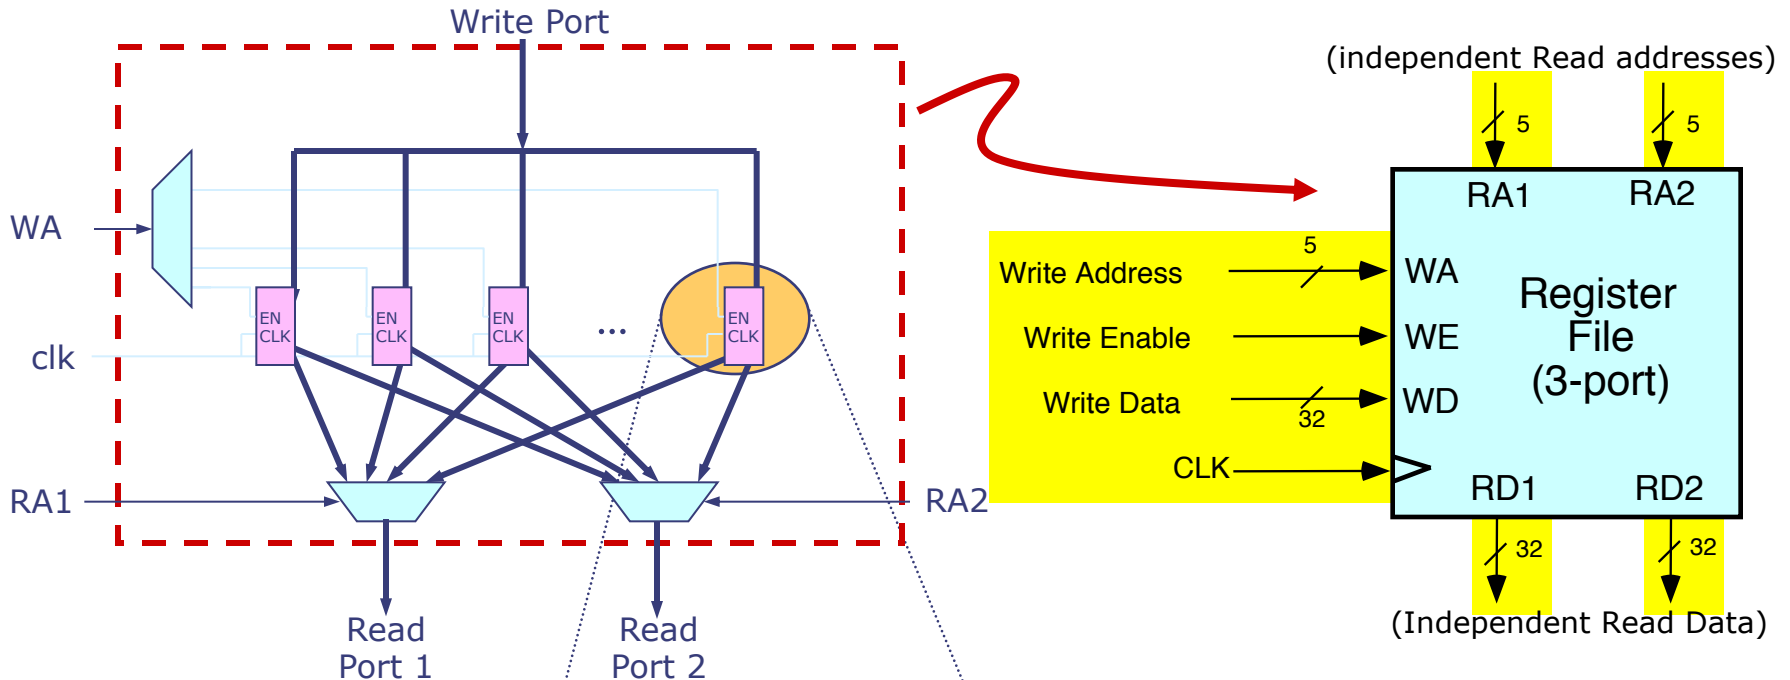 Write Port
WA
EN
CLK
EN
CLK
EN
CLK
...
EN
CLK
clk
RA1
RA2
Read
Port 1
Read
Port 2
(independent Read addresses)
5
5
RA1
RA2
Write Address
5
WA
Write Enable
WE
Write Data
32
WD
CLK
Register
File
(3-port)
RD1
RD2
32
32
(Independent Read Data)